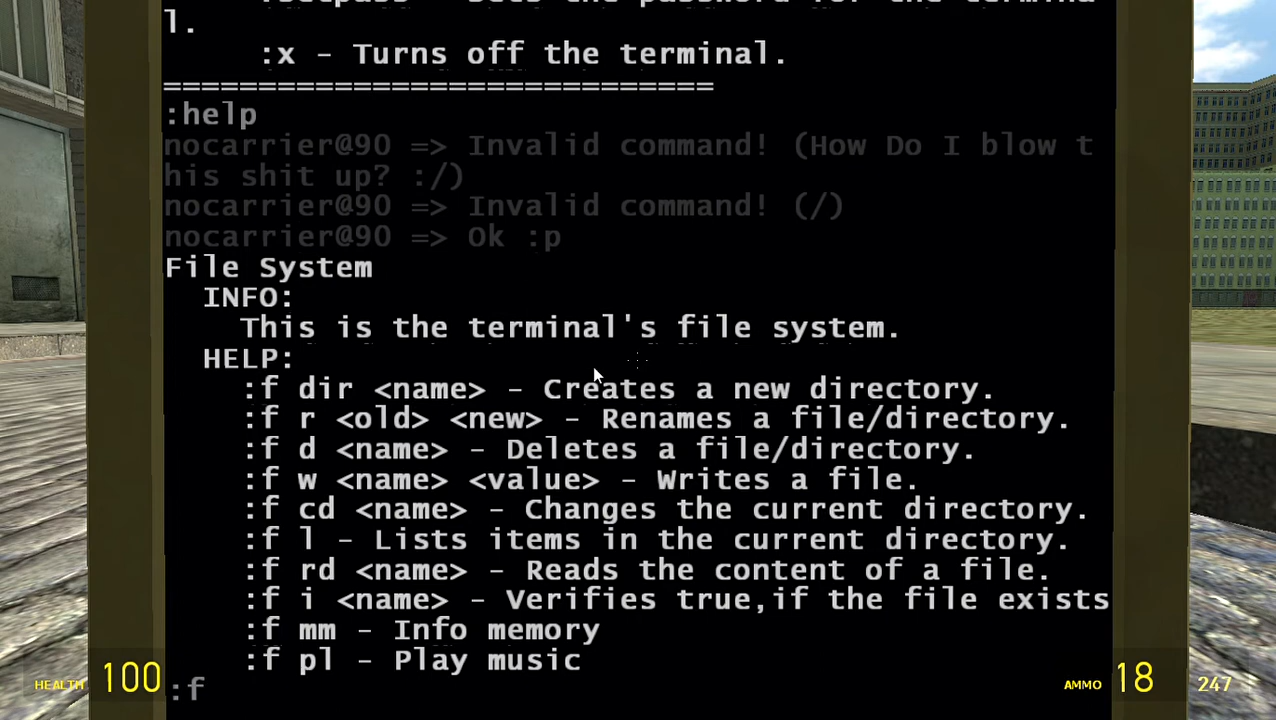 l.
:x - Turns off the terminal.
=============================
:help
nocarrier@90 => Invalid command! (How Do I blow t
his shit up? :/)
nocarrier@90 => Invalid command! (/)
nocarrier@90 => Ok :p
File System
INFO:
This is the terminal's file system.
HELP:
:f dir <name> - Creates a new directory.
:f r <old> <new> - Renames a file/directory.
:f d <name> - Deletes a file/directory.
:f w <name> <value> - Writes a file.
:f cd <name> - Changes the current directory.
:f l - Lists items in the current directory.
:f rd <name> - Reads the content of a file.
:f i <name> - Verifies true,if the file exists
:f mm - Info memory
:f pl - Play music
:f
HEALTH 100
AMMO 18 247